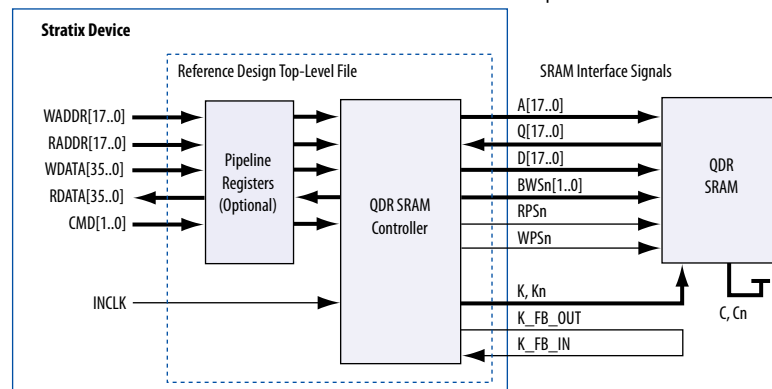 Stratix Device
Reference Design Top-Level File
SRAM Interface Signals
WADDR[17..0]
RADDR[17..0]
WDATA[35..0]
RDATA[35..0]
CMD[1..0]
INCLK
Pipeline
Registers
(Optional)
QDR SRAM
Controller
A[17..0]
Q[17..0]
D[17..0]
BWSn[1..0]
RPSn
WPSn
K, Kn
K_FB_OUT
K_FB_IN
QDR
SRAM
C, Cn